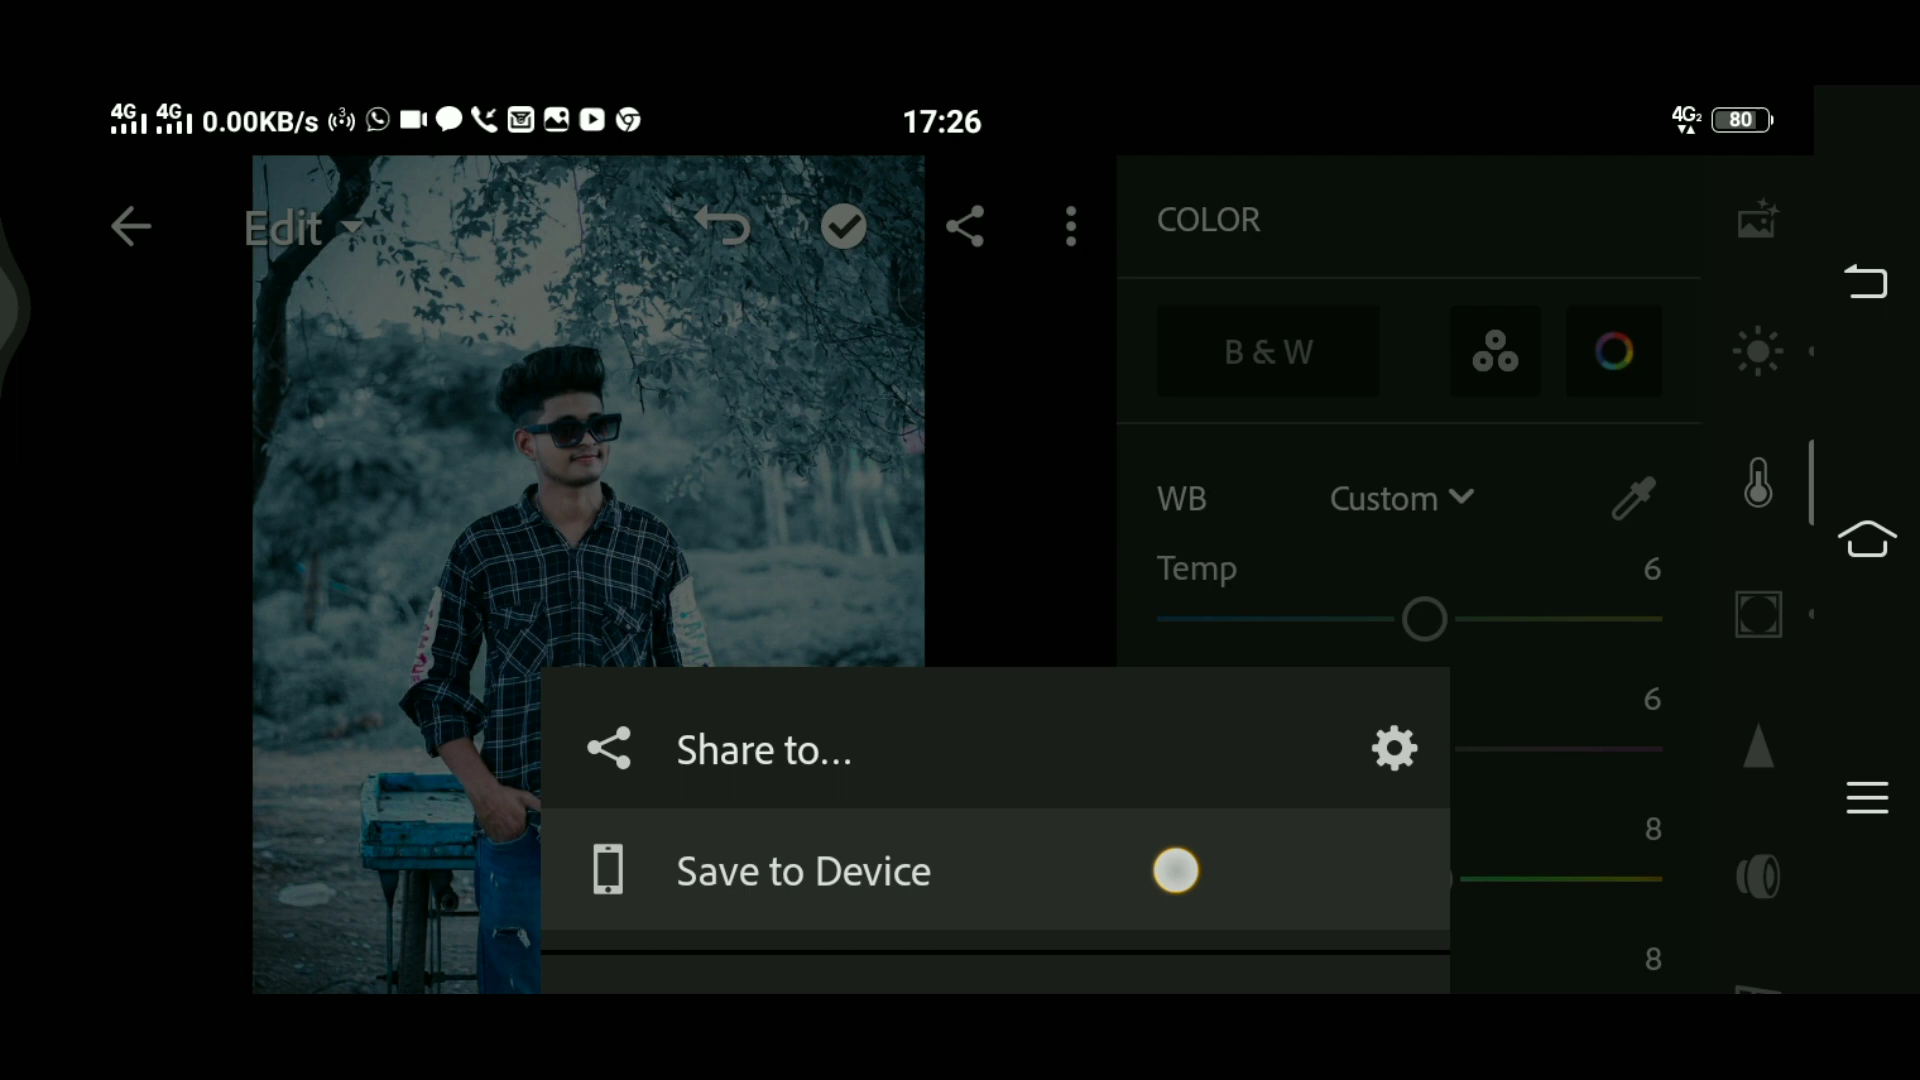 4G 4G 0.00KB/s 3 17:26 4G2 80
Edit
COLOR
B & W
WB Custom
Temp 6
6
Share to...
Save to Device
8
8